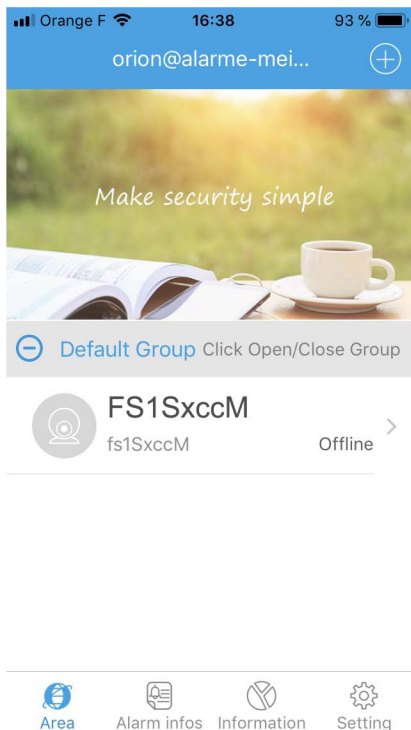 Orange F 16:38 93 %
orion@alarme-mei...
Make security simple
Default Group Click Open/Close Group
FS1SxccM
fs1SxccM Offline
Area Alarm infos Information Setting